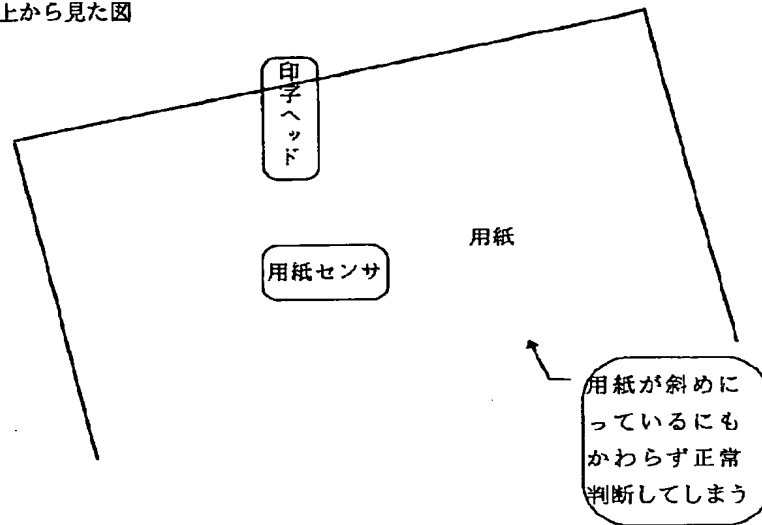 上から見た図
印字ヘッド
用紙
用紙センサ
用紙が斜めに
っているにも
かわらず正常
判断してしまう